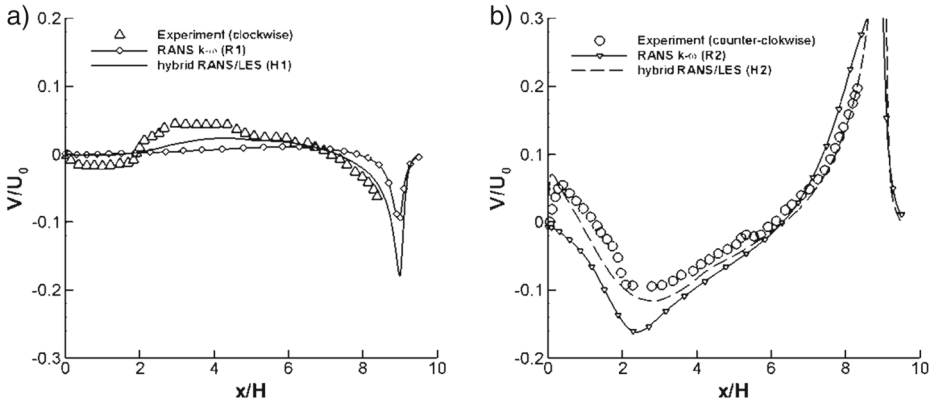 a)
Experiment (clockwise)
RANS k-ω (R1)
hybrid RANS/LES (H1)
0.2
0.1
0
-0.1
-0.2
-0.3
V/U0
0 2 4 6 8 10
x/H
b)
Experiment (counter-clokwise)
RANS k-ω (R2)
hybrid RANS/LES (H2)
0.3
0.2
0.1
0
-0.1
-0.2
V/U0
0 2 4 6 8 10
x/H